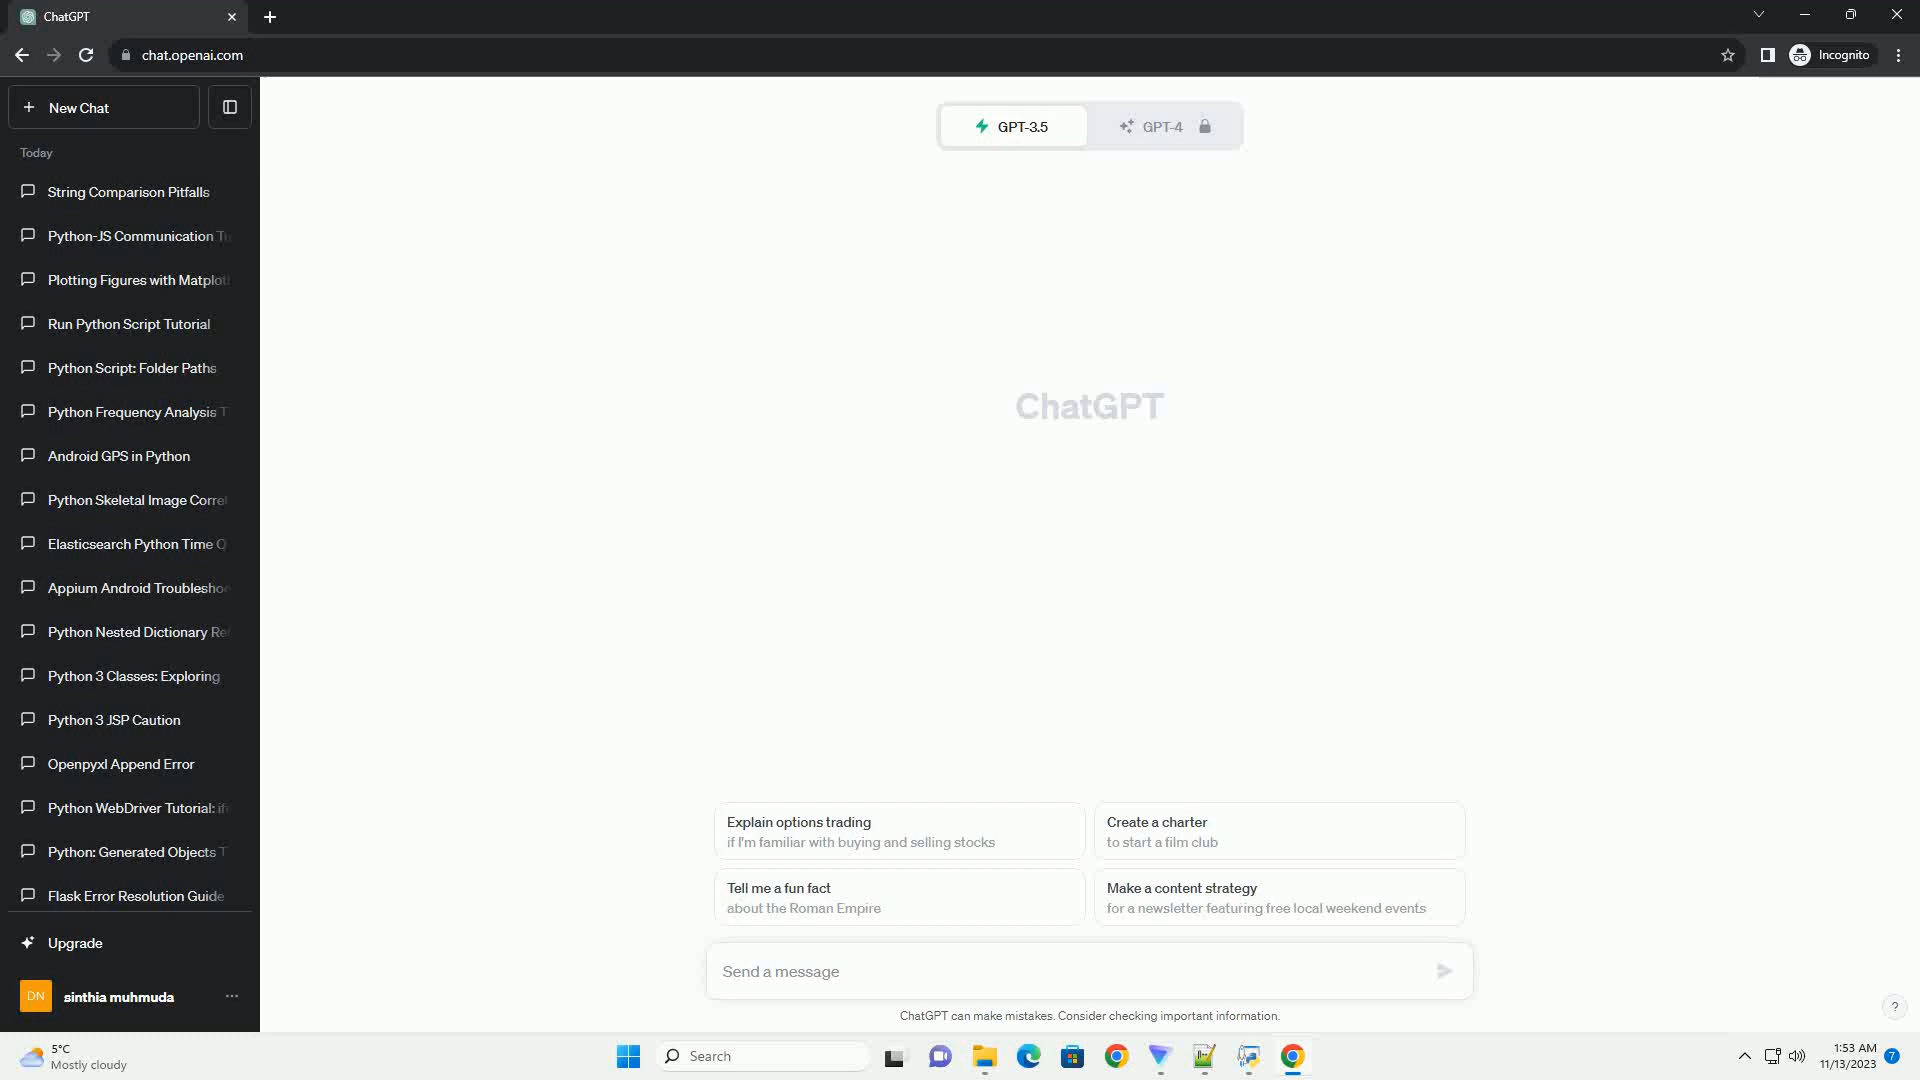 ChatGPT
chat.openai.com
Incognito
New Chat
GPT-3.5
GPT-4
Today
String Comparison Pitfalls
Python-JS Communication
Plotting Figures with
Run Python Script Tutorial
Python Script: Folder Paths
Python Frequency Analysis
Android GPS in Python
Python Skeletal Image
Elasticsearch Python Time
Appium Android
Python Nested Dictionary
Python 3 Classes: Exploring
Python 3 JSP Caution
Openpyxl Append Error
Python WebDriver Tutorial:
Python: Generated Objects
Flask Error Resolution Guide
Upgrade
DN
sinthia muhmuda
ChatGPT
Explain options trading
if I'm familiar with buying and selling stocks
Create a charter
to start a film club
Tell me a fun fact
about the Roman Empire
Make a content strategy
for a newsletter featuring free local weekend events
Send a message
ChatGPT can make mistakes. Consider checking important information.
?
5°C
Mostly cloudy
Search
1:53 AM
11/13/2023
7